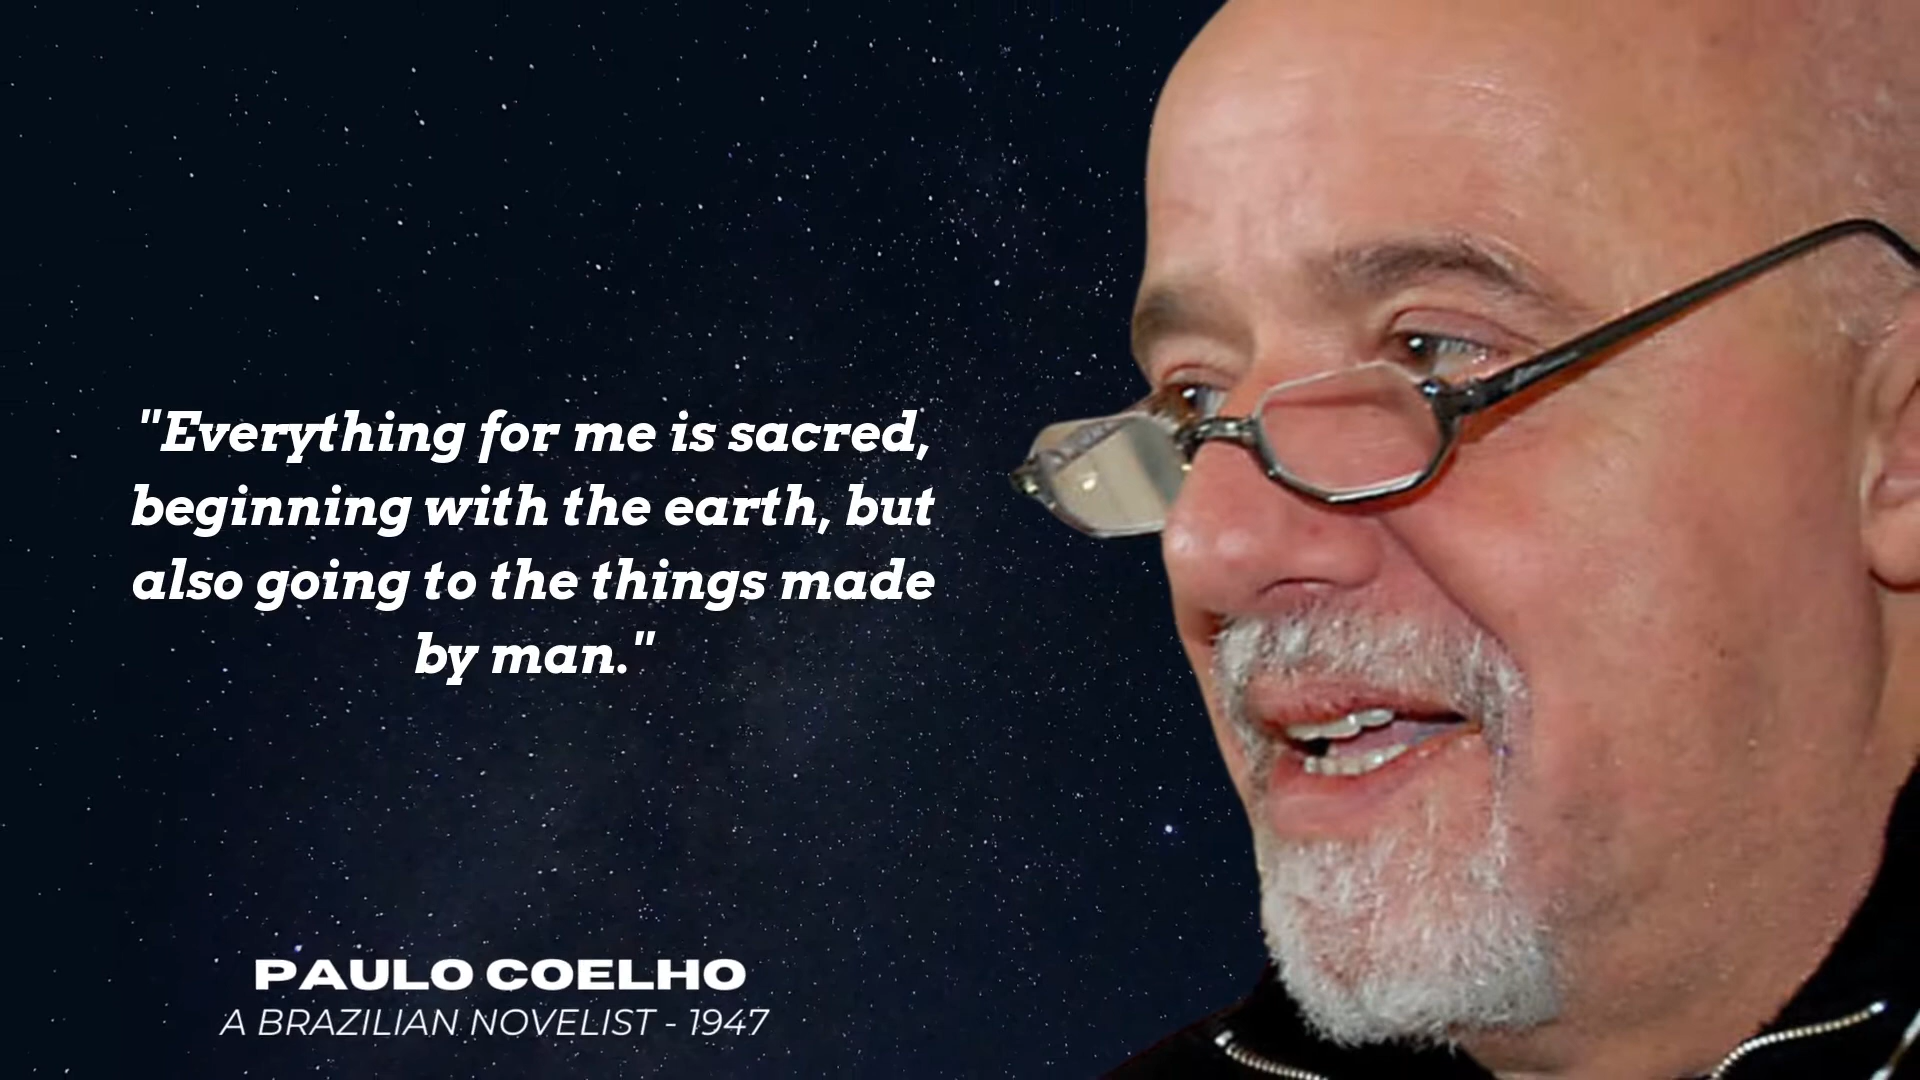 "Everything for me is sacred,
beginning with the earth, but
also going to the things made
by man."
PAULO COELHO
A BRAZILIAN NOVELIST - 1947